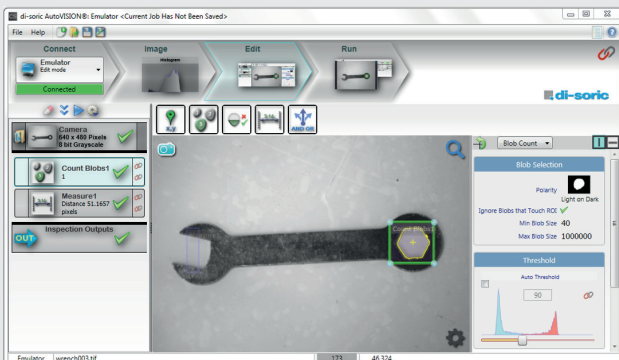 di-soric AutoVISION®: Emulator <Current Job Has Not Been Saved>
File Help
Connect Image Edit Run
Emulator
Edit mode
Connected
Histogram
di-soric
X,Y
3.14
AND OR
Camera
640 x 480 Pixels
8 bit Grayscale
Count Blobs1
1
Measure1
Distance 51.1657
pixels
OUT Inspection Outputs
Count Blobs1
Blob Count
Blob Selection
Polarity
Light on Dark
Ignore Blobs that Touch ROI
Min Blob Size 40
Max Blob Size 1000000
Threshold
Auto Threshold
90
Emulator wrench003.tif 173 46,324